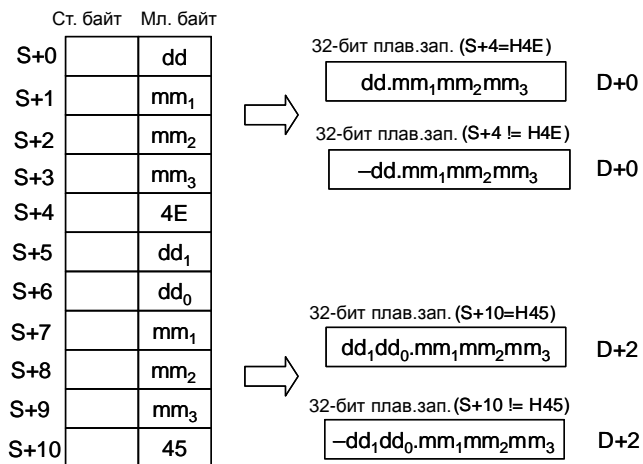 Ст. байт Мл. байт
S+0 dd
S+1 mm₁
S+2 mm₂
S+3 mm₃
S+4 4E
S+5 dd₁
S+6 dd₀
S+7 mm₁
S+8 mm₂
S+9 mm₃
S+10 45
32-бит плав.зап. (S+4=H4E)
dd.mm₁mm₂mm₃ D+0
32-бит плав.зап. (S+4 != H4E)
–dd.mm₁mm₂mm₃ D+0
32-бит плав.зап. (S+10=H45)
dd₁dd₀.mm₁mm₂mm₃ D+2
32-бит плав.зап. (S+10 != H45)
–dd₁dd₀.mm₁mm₂mm₃ D+2